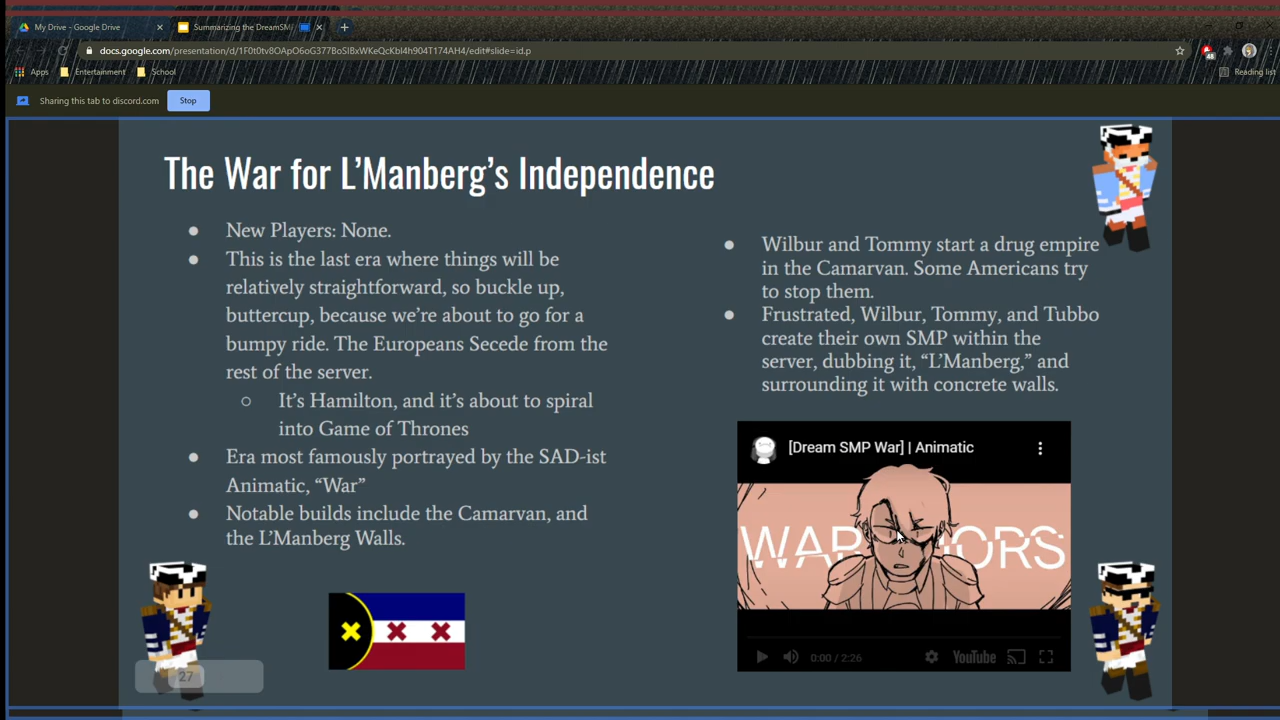 My Drive - Google Drive
Summarizing the DreamSM
docs.google.com/presentation/d/1F0t0tv8OApO6oG377BoSI8xWKeQcKbl4h904T174AH4/edit#slide=id.p
48
Apps
Entertainment
School
Reading list
Sharing this tab to discord.com
Stop
The War for L’Manberg’s Independence
● New Players: None.
● This is the last era where things will be
relatively straightforward, so buckle up,
buttercup, because we’re about to go for a
bumpy ride. The Europeans Secede from the
rest of the server.
○ It’s Hamilton, and it’s about to spiral
into Game of Thrones
● Era most famously portrayed by the SAD-ist
Animatic, “War”
● Notable builds include the Camarvan, and
the L’Manberg Walls.
● Wilbur and Tommy start a drug empire
in the Camarvan. Some Americans try
to stop them.
● Frustrated, Wilbur, Tommy, and Tubbo
create their own SMP within the
server, dubbing it, “L’Manberg,” and
surrounding it with concrete walls.
[Dream SMP War] | Animatic
WARRIORS
0:00 / 2:26
YouTube
27